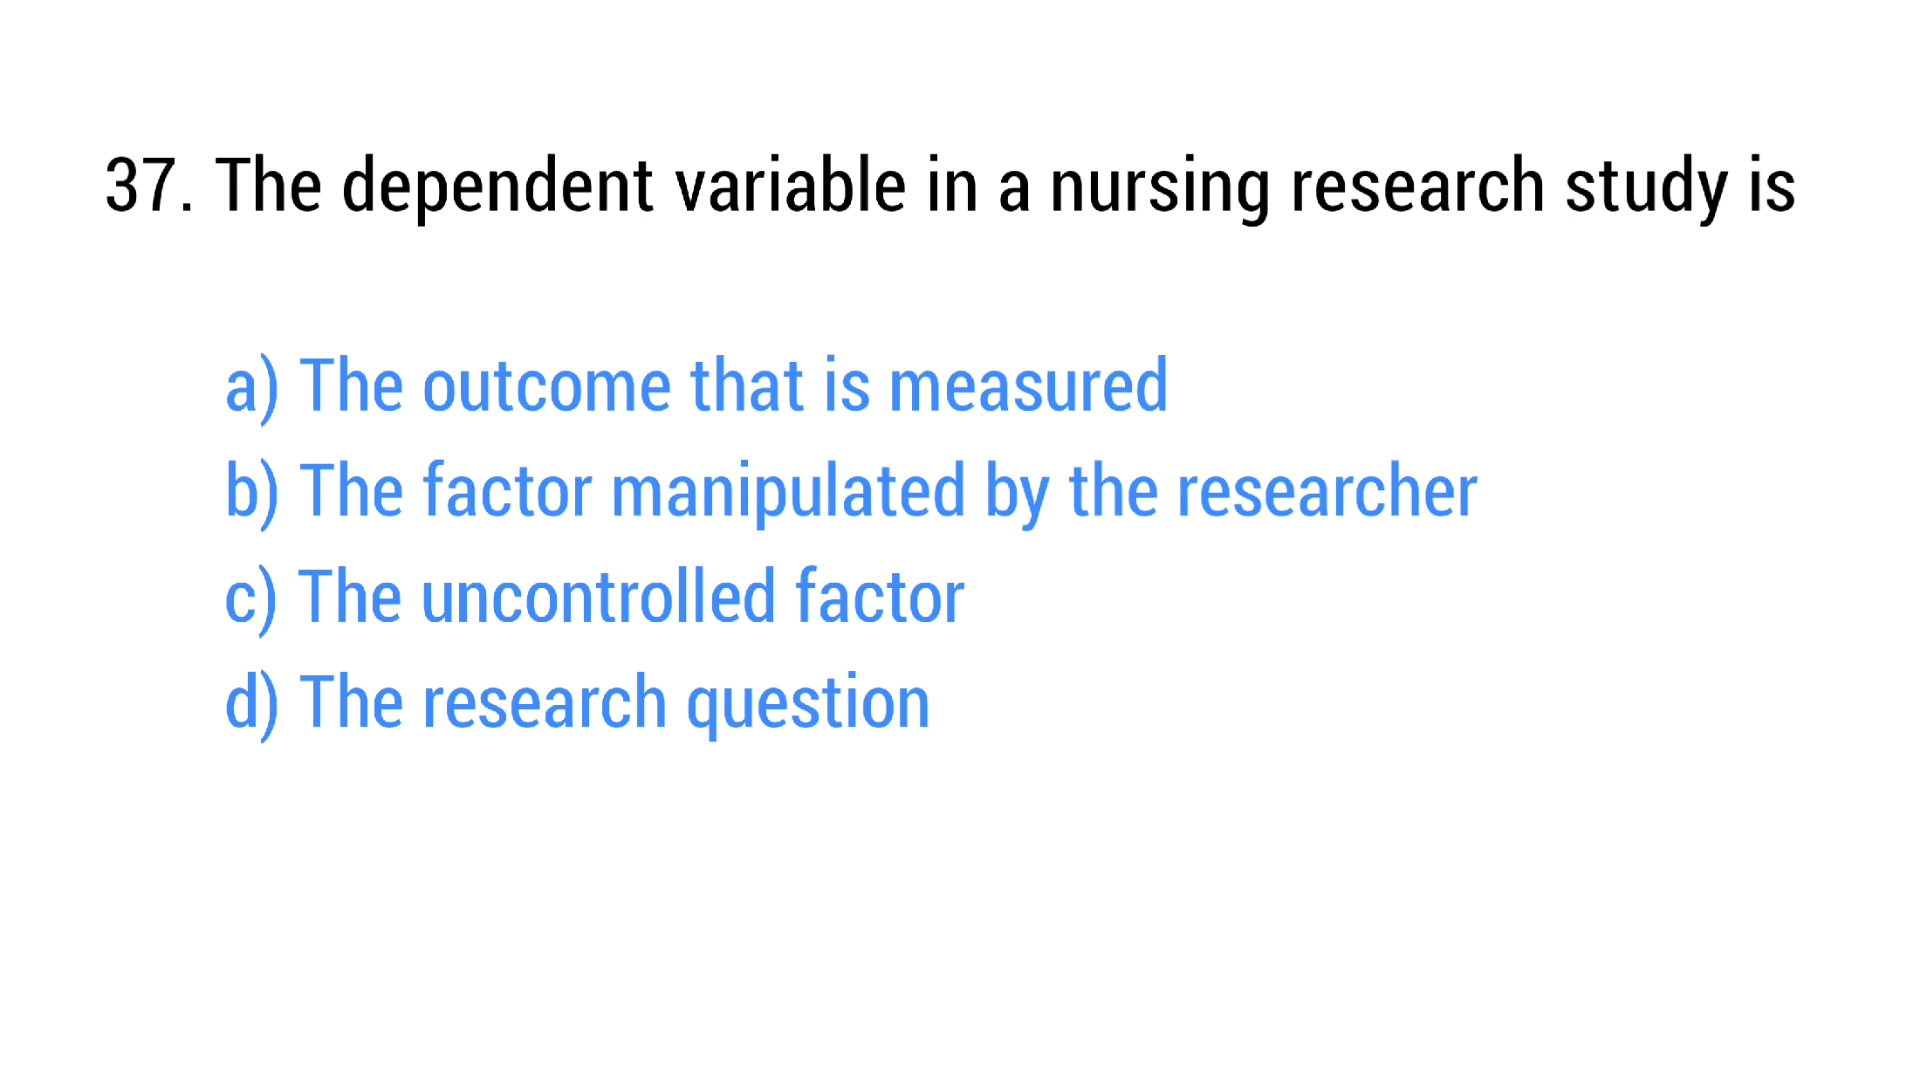 37. The dependent variable in a nursing research study is
a) The outcome that is measured
b) The factor manipulated by the researcher
c) The uncontrolled factor
d) The research question